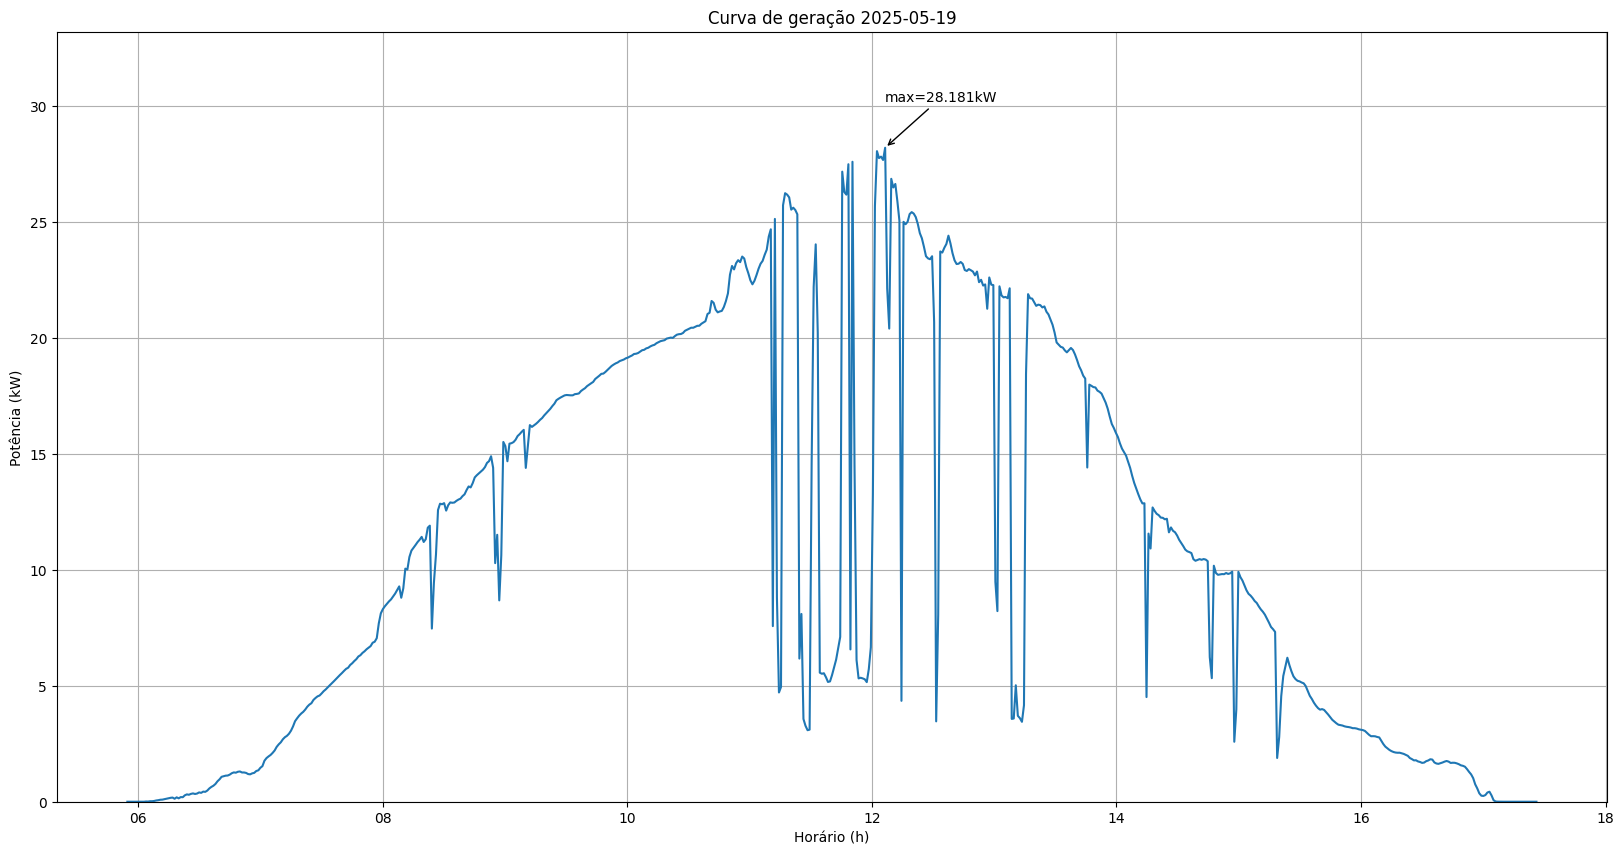 Curva de geração 2025-05-19
max=28.181kW
30
25
20
15
10
5
0
Potência (kW)
06 08 10 12 14 16 18
Horário (h)